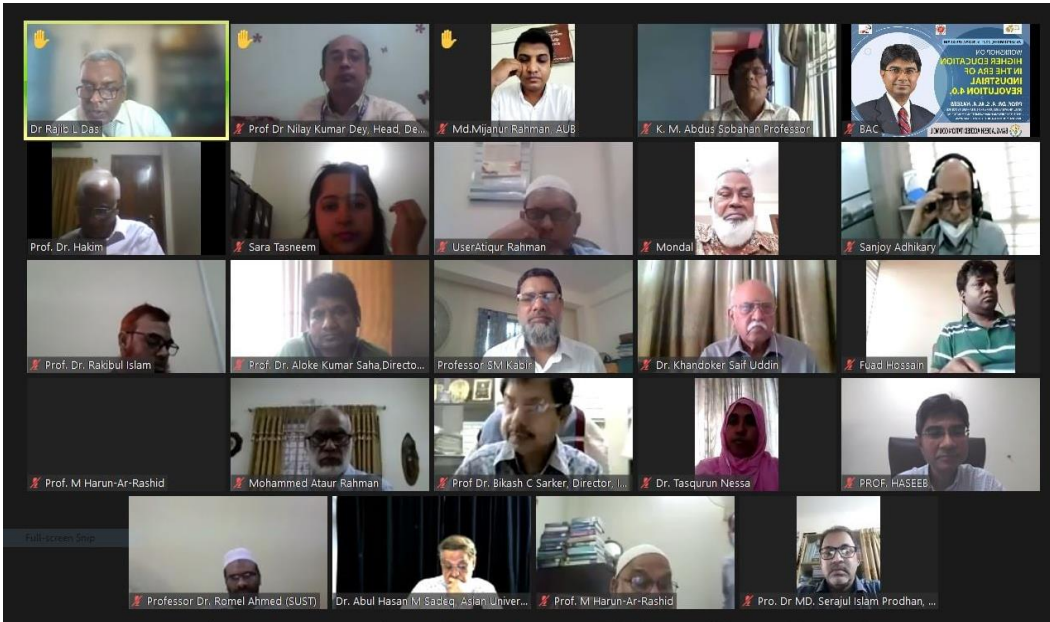 Dr Rajib L Das
Prof Dr Nilay Kumar Dey, Head, De...
Md.Mijanur Rahman, AUB
K. M. Abdus Sobahan Professor
WORKSHOP ON
HIGHER EDUCATION
IN THE ERA OF
INDUSTRIAL
REVOLUTION 4.0.
BAC
Prof. Dr. Hakim
Sara Tasneem
UserAtiqur Rahman
Mondal
Sanjoy Adhikary
Prof. Dr. Rakibul Islam
Prof. Dr. Aloke Kumar Saha,Directo...
Professor SM Kabir
Dr. Khandoker Saif Uddin
Fuad Hossain
Prof. M Harun-Ar-Rashid
Mohammed Ataur Rahman
Prof Dr. Bikash C Sarker, Director, I...
Dr. Tasqurun Nessa
PROF. HASEEB
Full-screen Snip
Professor Dr. Romel Ahmed (SUST)
Dr. Abul Hasan M Sadeq, Asian Univer...
Prof. M Harun-Ar-Rashid
Pro. Dr MD. Serajul Islam Prodhan, ...